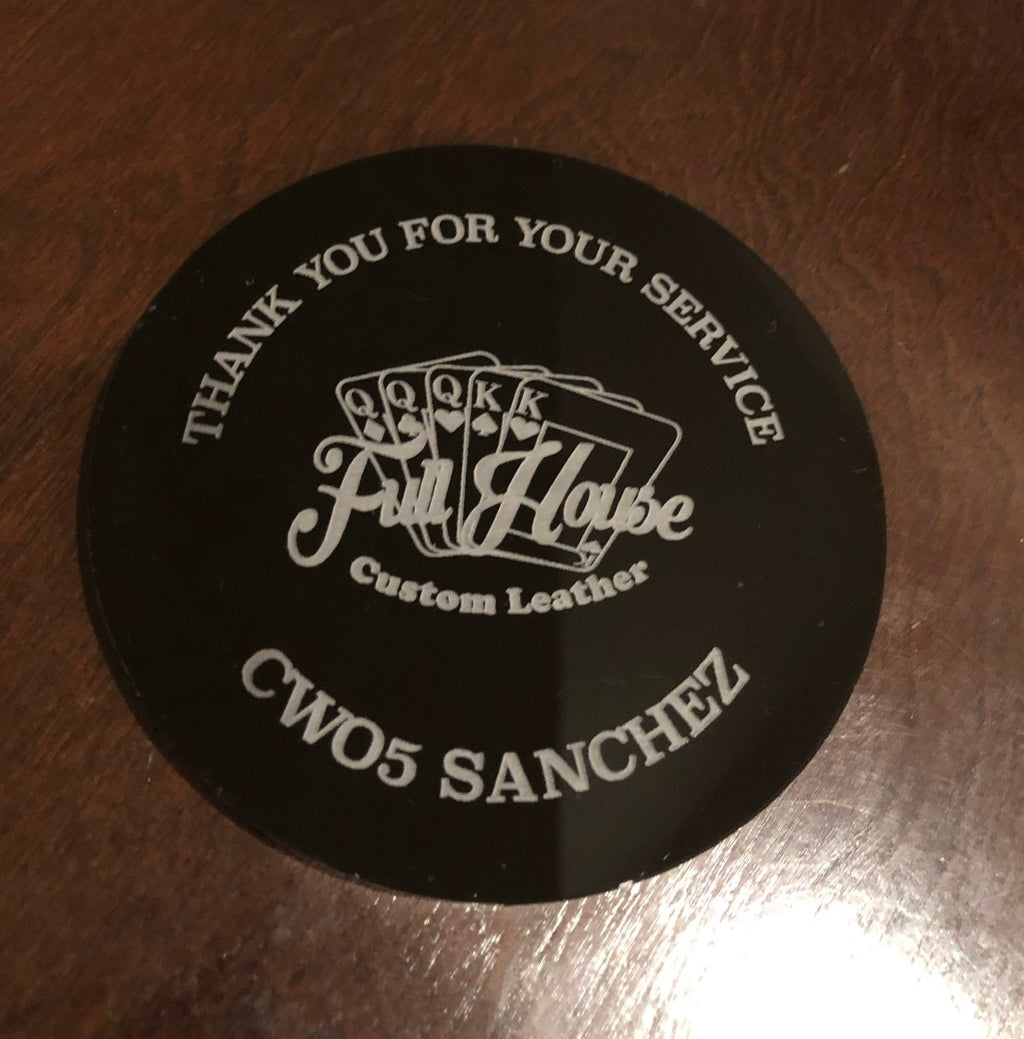 THANK YOU FOR YOUR SERVICE
Q Q Q K K
Full House
Custom Leather
CWO5 SANCHEZ